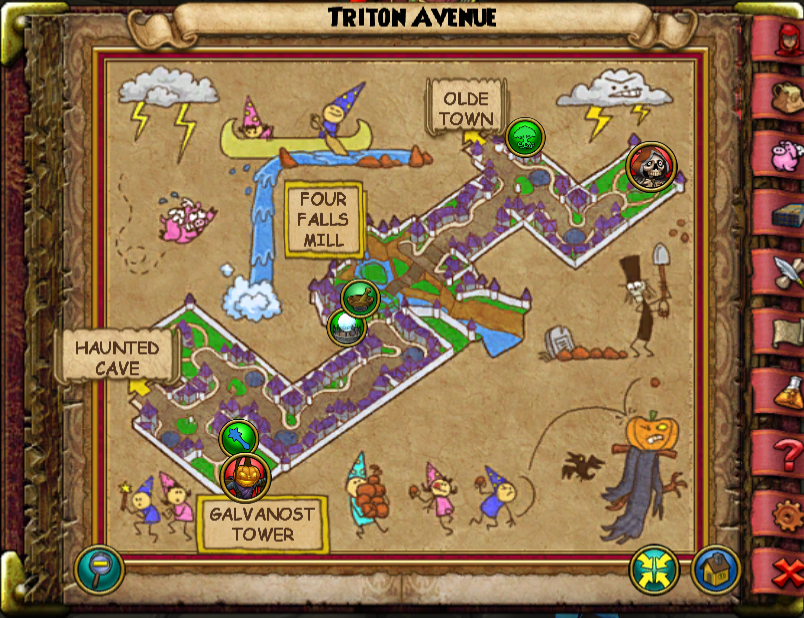 TRITON AVENUE
OLDE
TOWN
FOUR
FALLS
MILL
HAUNTED
CAVE
GALVANOST
TOWER